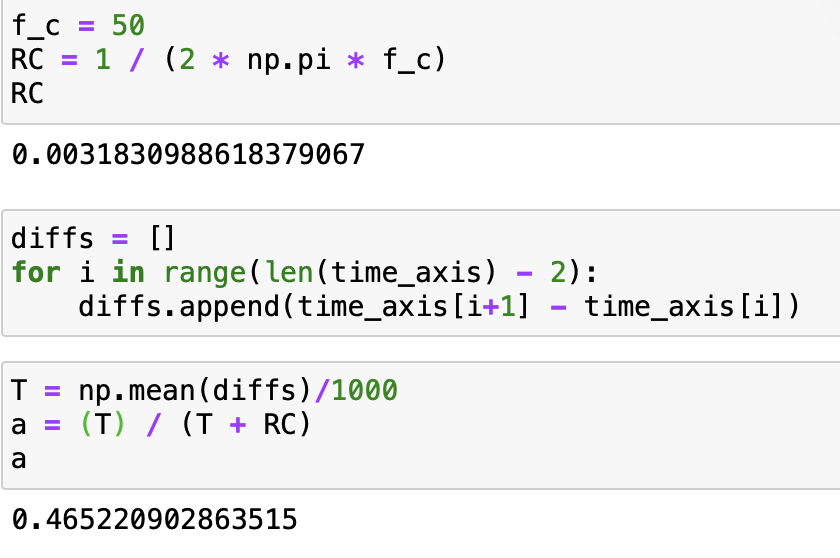 f_c = 50
RC = 1 / (2 * np.pi * f_c)
RC
0.0031830988618379067
diffs = []
for i in range(len(time_axis) - 2):
    diffs.append(time_axis[i+1] - time_axis[i])
T = np.mean(diffs)/1000
a = (T) / (T + RC)
a
0.465220902863515